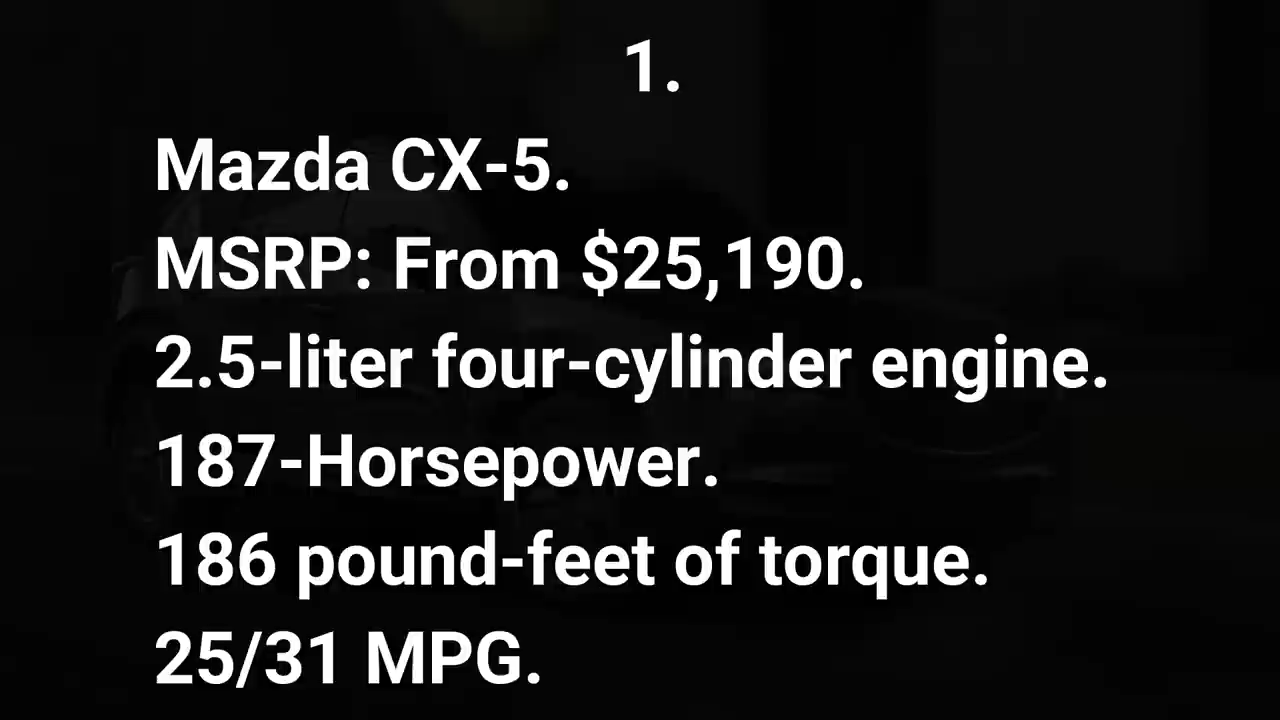 1.
Mazda CX-5.
MSRP: From $25,190.
2.5-liter four-cylinder engine.
187-Horsepower.
186 pound-feet of torque.
25/31 MPG.